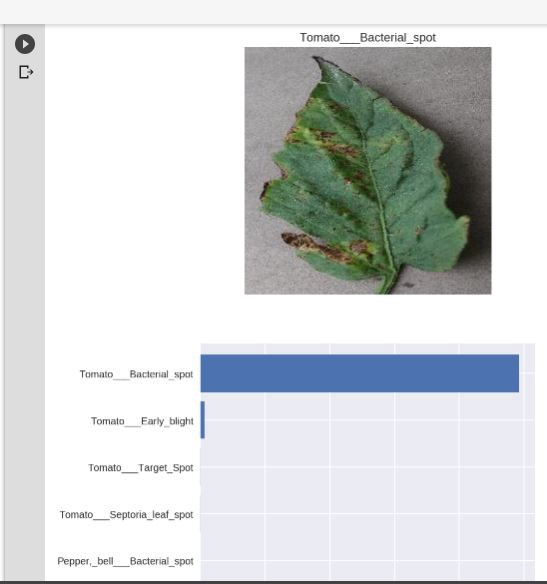 Tomato___Bacterial_spot
Tomato___Bacterial_spot
Tomato___Early_blight
Tomato___Target_Spot
Tomato___Septoria_leaf_spot
Pepper,_bell___Bacterial_spot